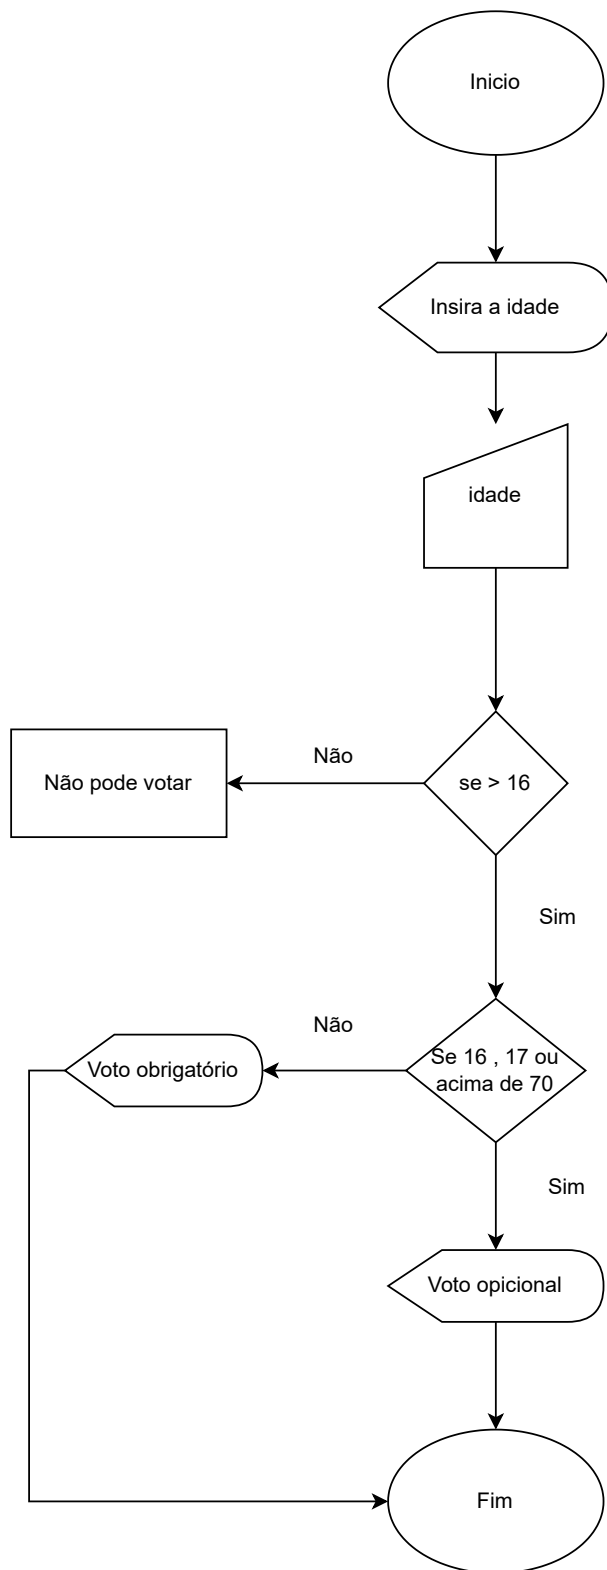 Inicio
Insira a idade
idade
Não
Não pode votar
se > 16
Sim
Não
Voto obrigatório
Se 16 , 17 ou
acima de 70
Sim
Voto opicional
Fim